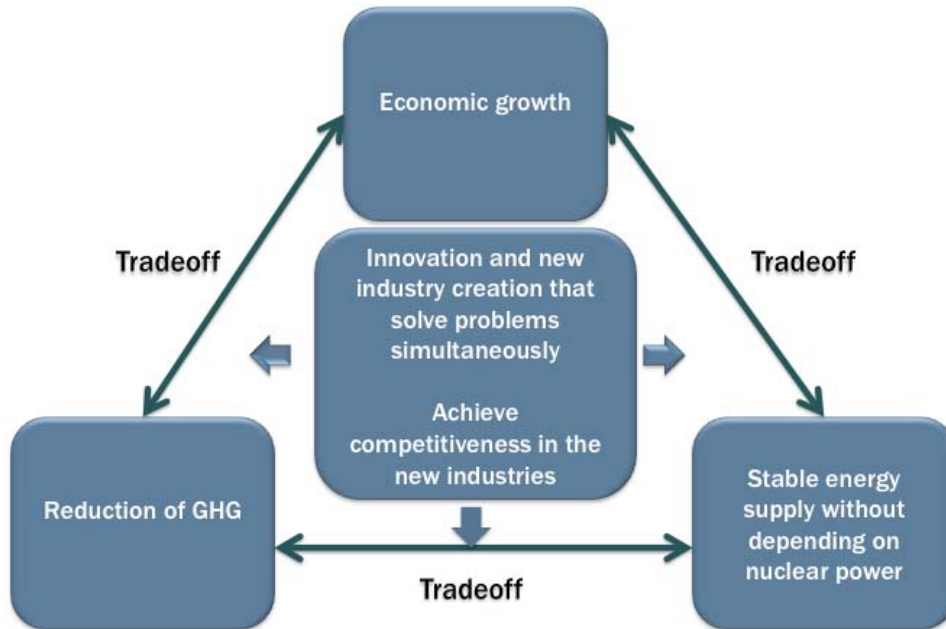 Economic growth
Tradeoff
Tradeoff
Innovation and new
industry creation that
solve problems
simultaneously
Achieve
competitiveness in the
new industries
Reduction of GHG
Stable energy
supply without
depending on
nuclear power
Tradeoff